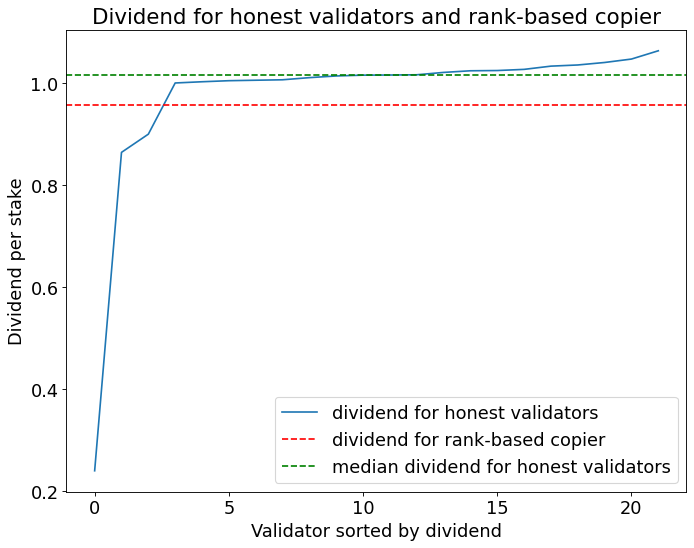 Dividend for honest validators and rank-based copier
Dividend per stake
1.0
0.8
0.6
0.4
0.2
dividend for honest validators
dividend for rank-based copier
median dividend for honest validators
0 5 10 15 20
Validator sorted by dividend